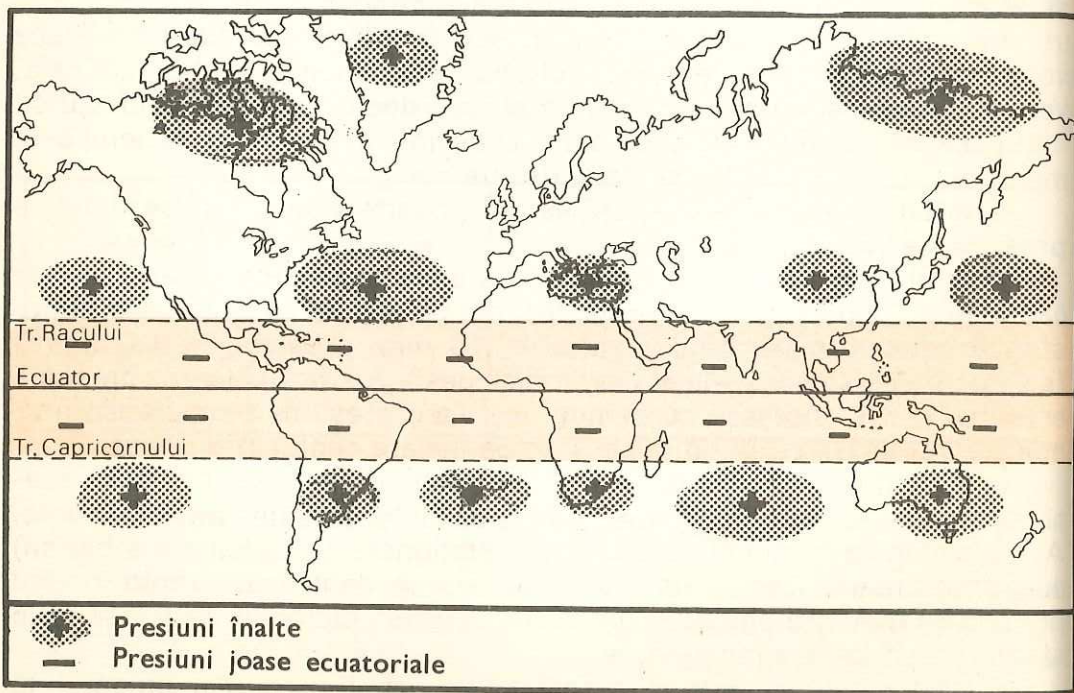 Tr. Racului
Ecuator
Tr. Capricornului
Presiuni înalte
Presiuni joase ecuatoriale